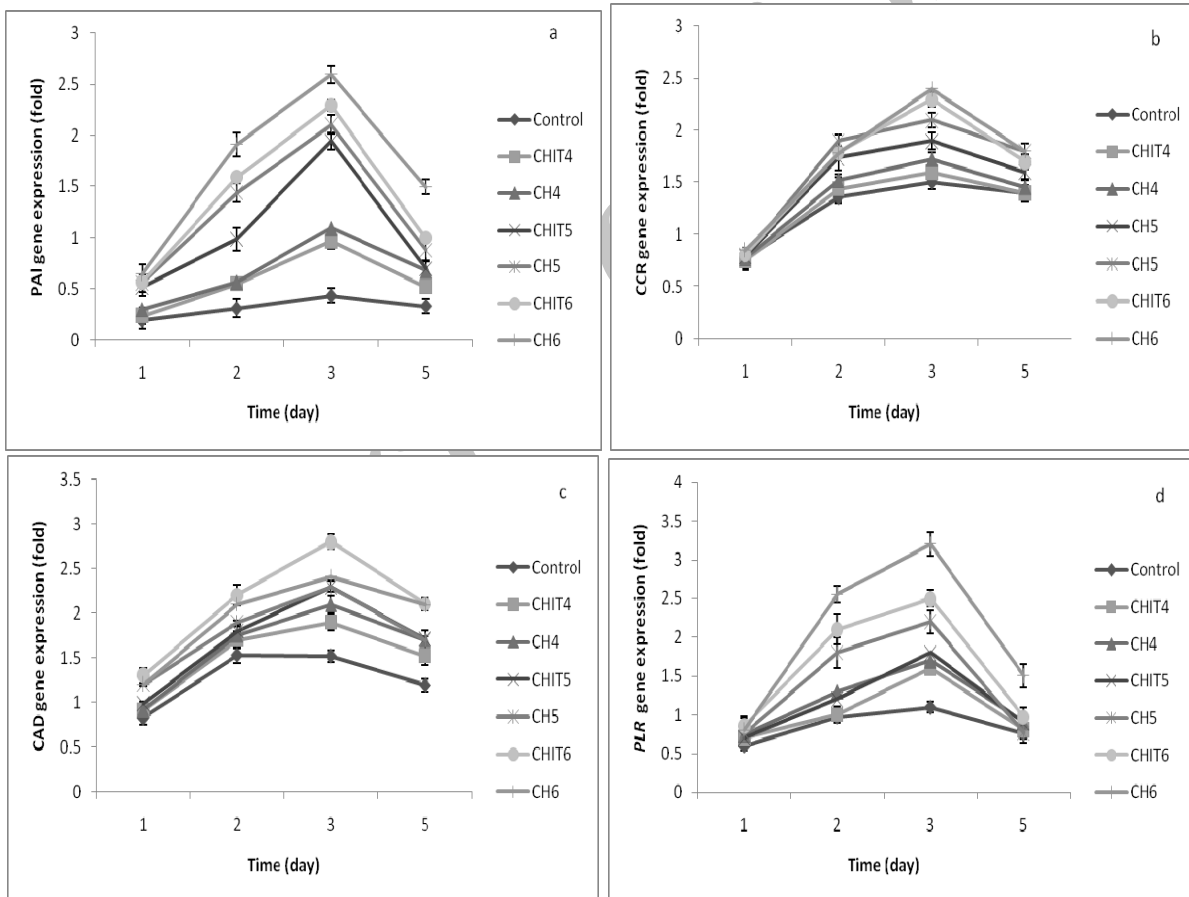 a
PAI gene expression (fold)
3
2.5
2
1.5
1
0.5
0
1 2 3 5
Time (day)
Control
CHIT4
CH4
CHIT5
CH5
CHIT6
CH6
b
CCR gene expression (fold)
3
2.5
2
1.5
1
0.5
0
1 2 3 5
Time (day)
Control
CHIT4
CH4
CH5
CH5
CHIT6
CH6
c
CAD gene expression (fold)
3.5
3
2.5
2
1.5
1
0.5
0
1 2 3 5
Time (day)
Control
CHIT4
CH4
CHIT5
CH5
CHIT6
CH6
d
PLR gene expression (fold)
4
3.5
3
2.5
2
1.5
1
0.5
0
1 2 3 5
Time (day)
Control
CHIT4
CH4
CHIT5
CH5
CHIT6
CH6